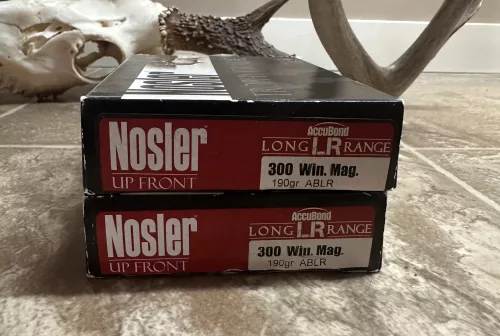 Nosler
UP FRONT
AccuBond
LONG LR RANGE
300 Win. Mag.
190gr ABLR
Nosler
UP FRONT
AccuBond
LONG LR RANGE
300 Win. Mag.
190gr ABLR